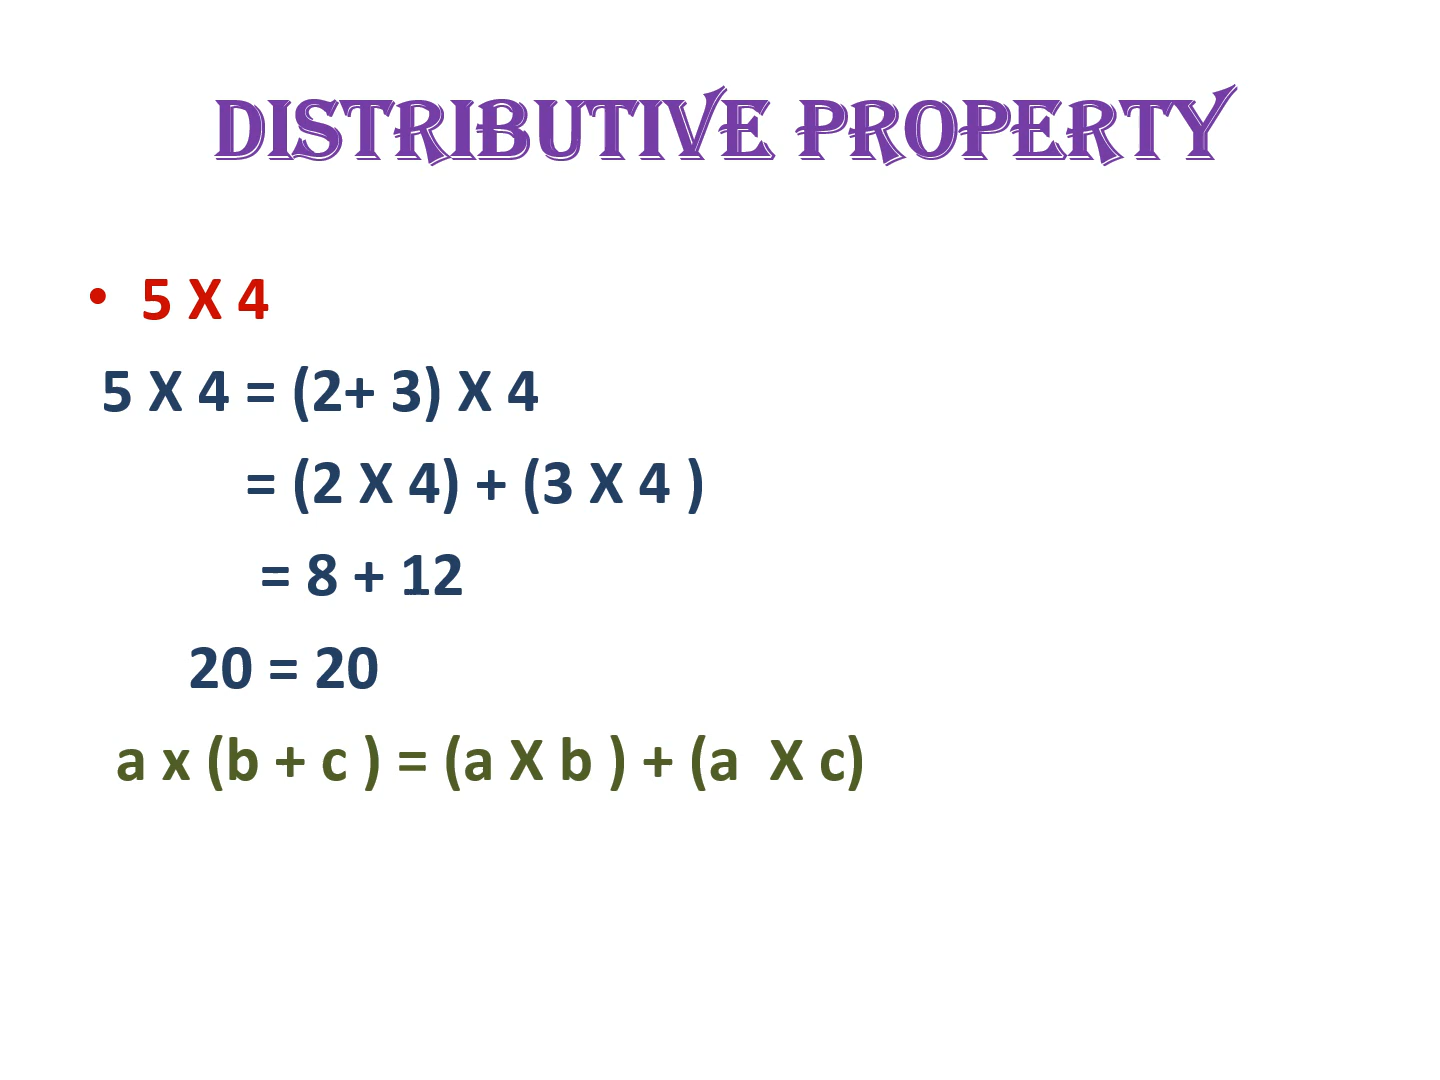 DISTRIBUTIVE PROPERTY
• 5 X 4
5 X 4 = (2+ 3) X 4
= (2 X 4) + (3 X 4 )
= 8 + 12
20 = 20
a x (b + c ) = (a X b ) + (a  X c)